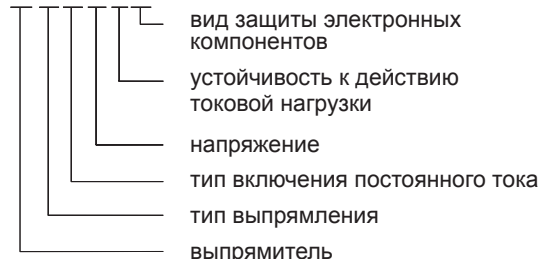 вид защиты электронных
компонентов
устойчивость к действию
токовой нагрузки
напряжение
тип включения постоянного тока
тип выпрямления
выпрямитель